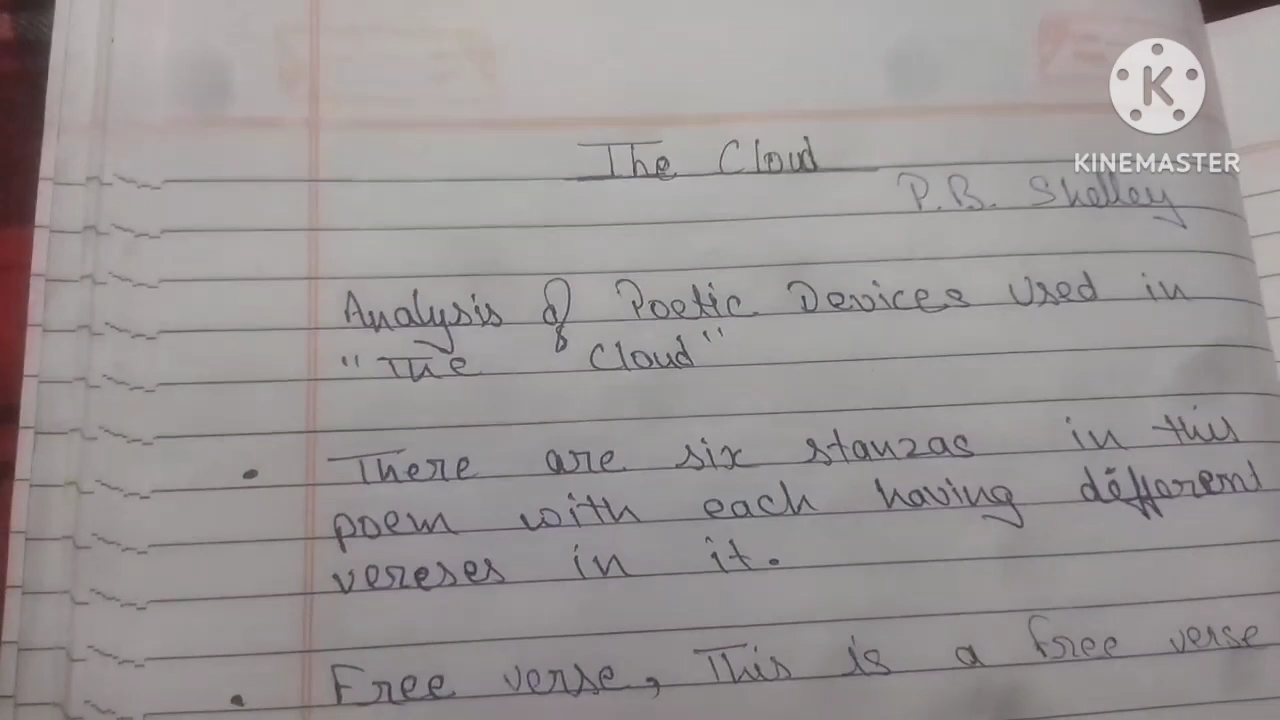 K
KINEMASTER
The Cloud
P.B. Shelley
Analysis of Poetic Devices Used in
"The Cloud"
• There are six stanzas in this
poem with each having different
vereses in it.
• Free verse, This is a free verse